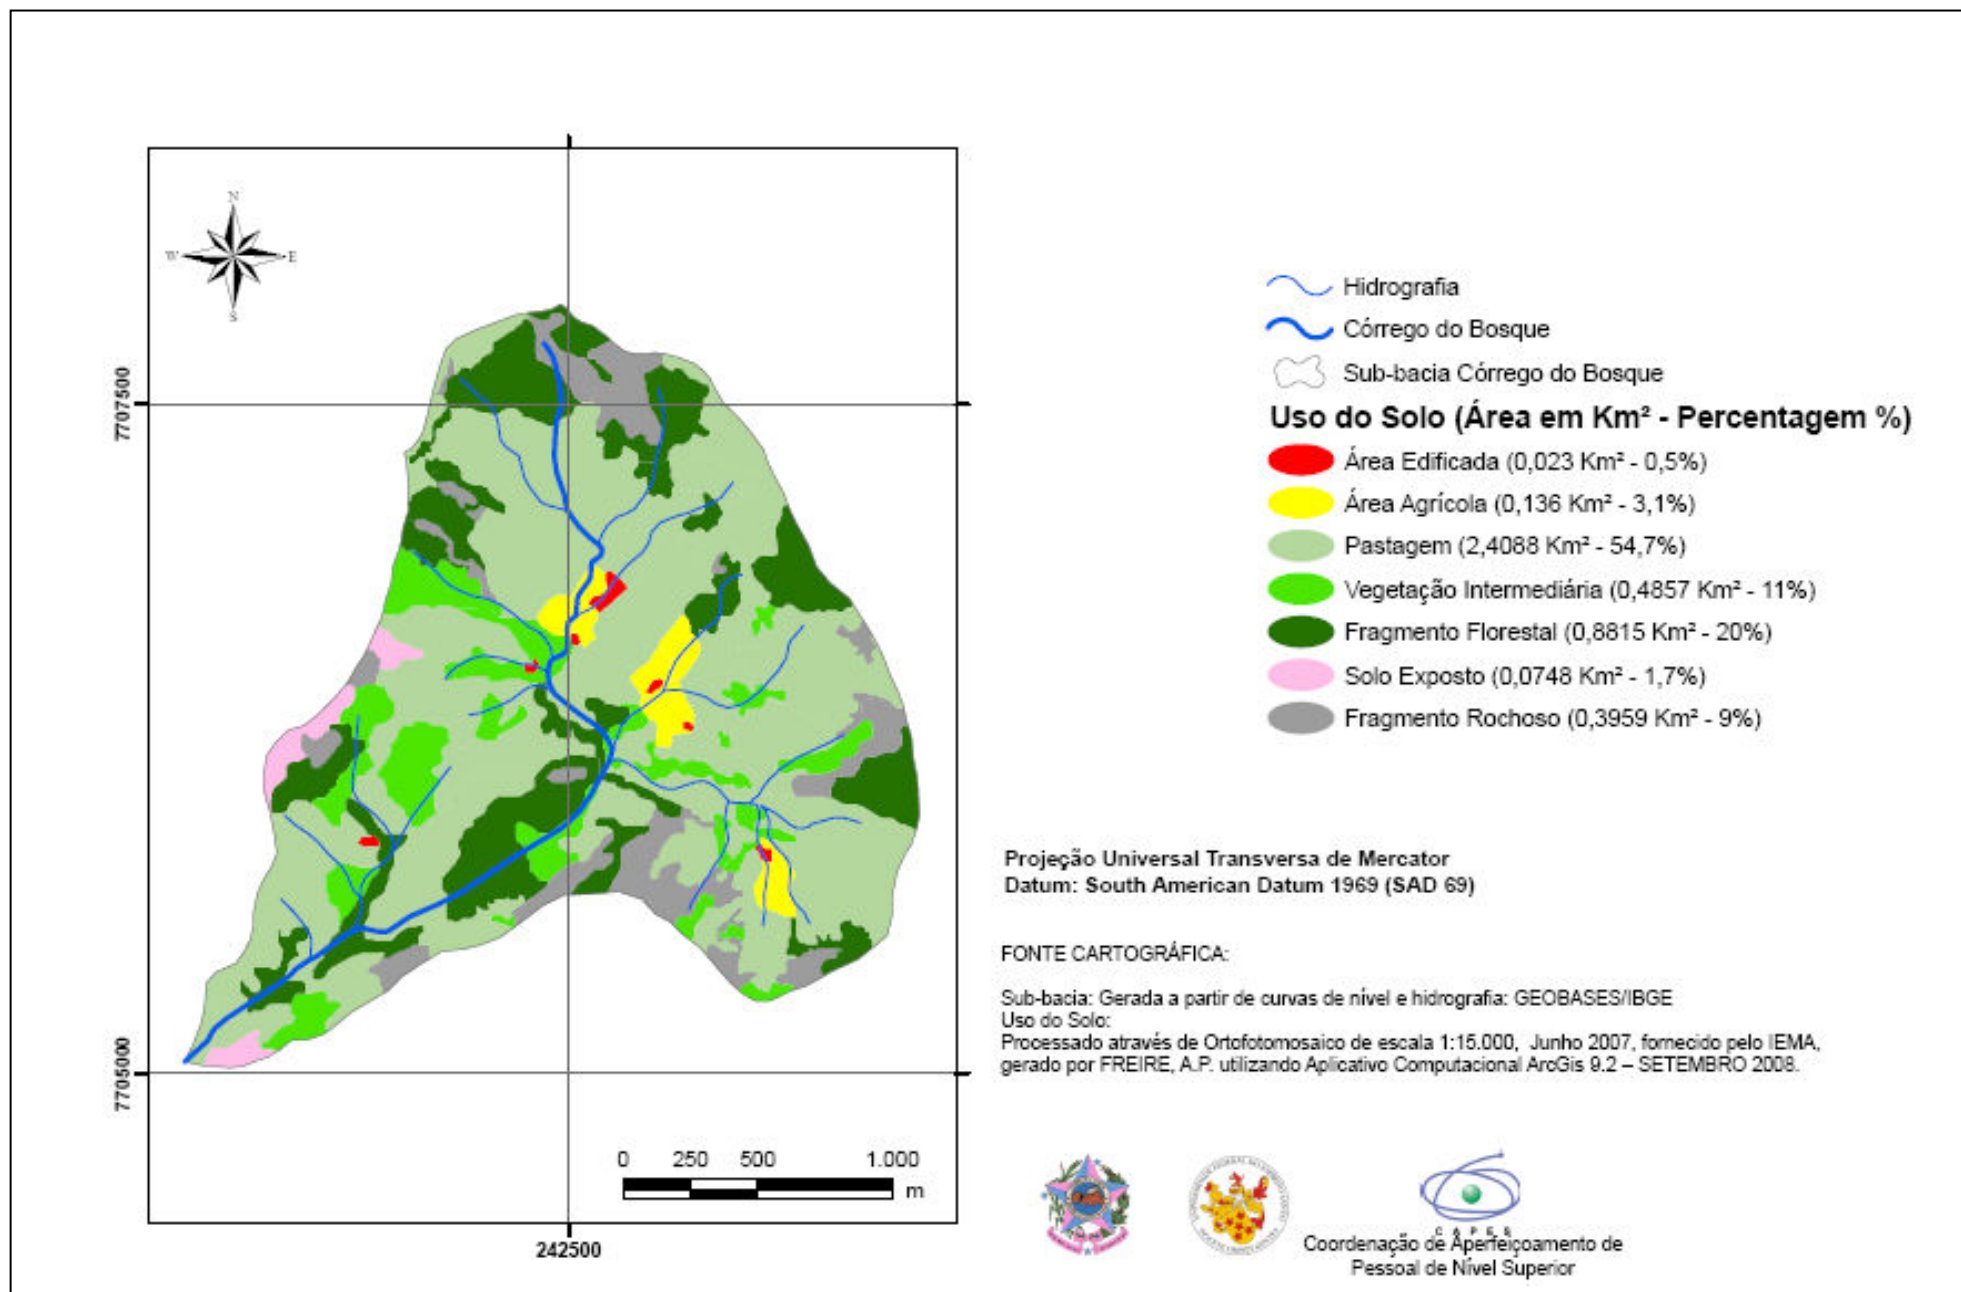 N
W
E
S
7707500
7705000
242500
0 250 500 1.000
m
Hidrografia
Córrego do Bosque
Sub-bacia Córrego do Bosque
Uso do Solo (Área em Km² - Percentagem %)
Área Edificada (0,023 Km² - 0,5%)
Área Agrícola (0,136 Km² - 3,1%)
Pastagem (2,4088 Km² - 54,7%)
Vegetação Intermediária (0,4857 Km² - 11%)
Fragmento Florestal (0,8815 Km² - 20%)
Solo Exposto (0,0748 Km² - 1,7%)
Fragmento Rochoso (0,3959 Km² - 9%)
Projeção Universal Transversa de Mercator
Datum: South American Datum 1969 (SAD 69)
FONTE CARTOGRÁFICA:
Sub-bacia: Gerada a partir de curvas de nível e hidrografia: GEOBASES/IBGE
Uso do Solo:
Processado através de Ortofotomosaico de escala 1:15.000, Junho 2007, fornecido pelo IEMA,
gerado por FREIRE, A.P. utilizando Aplicativo Computacional ArcGis 9.2 – SETEMBRO 2008.
CAPES
Coordenação de Aperfeiçoamento de
Pessoal de Nível Superior